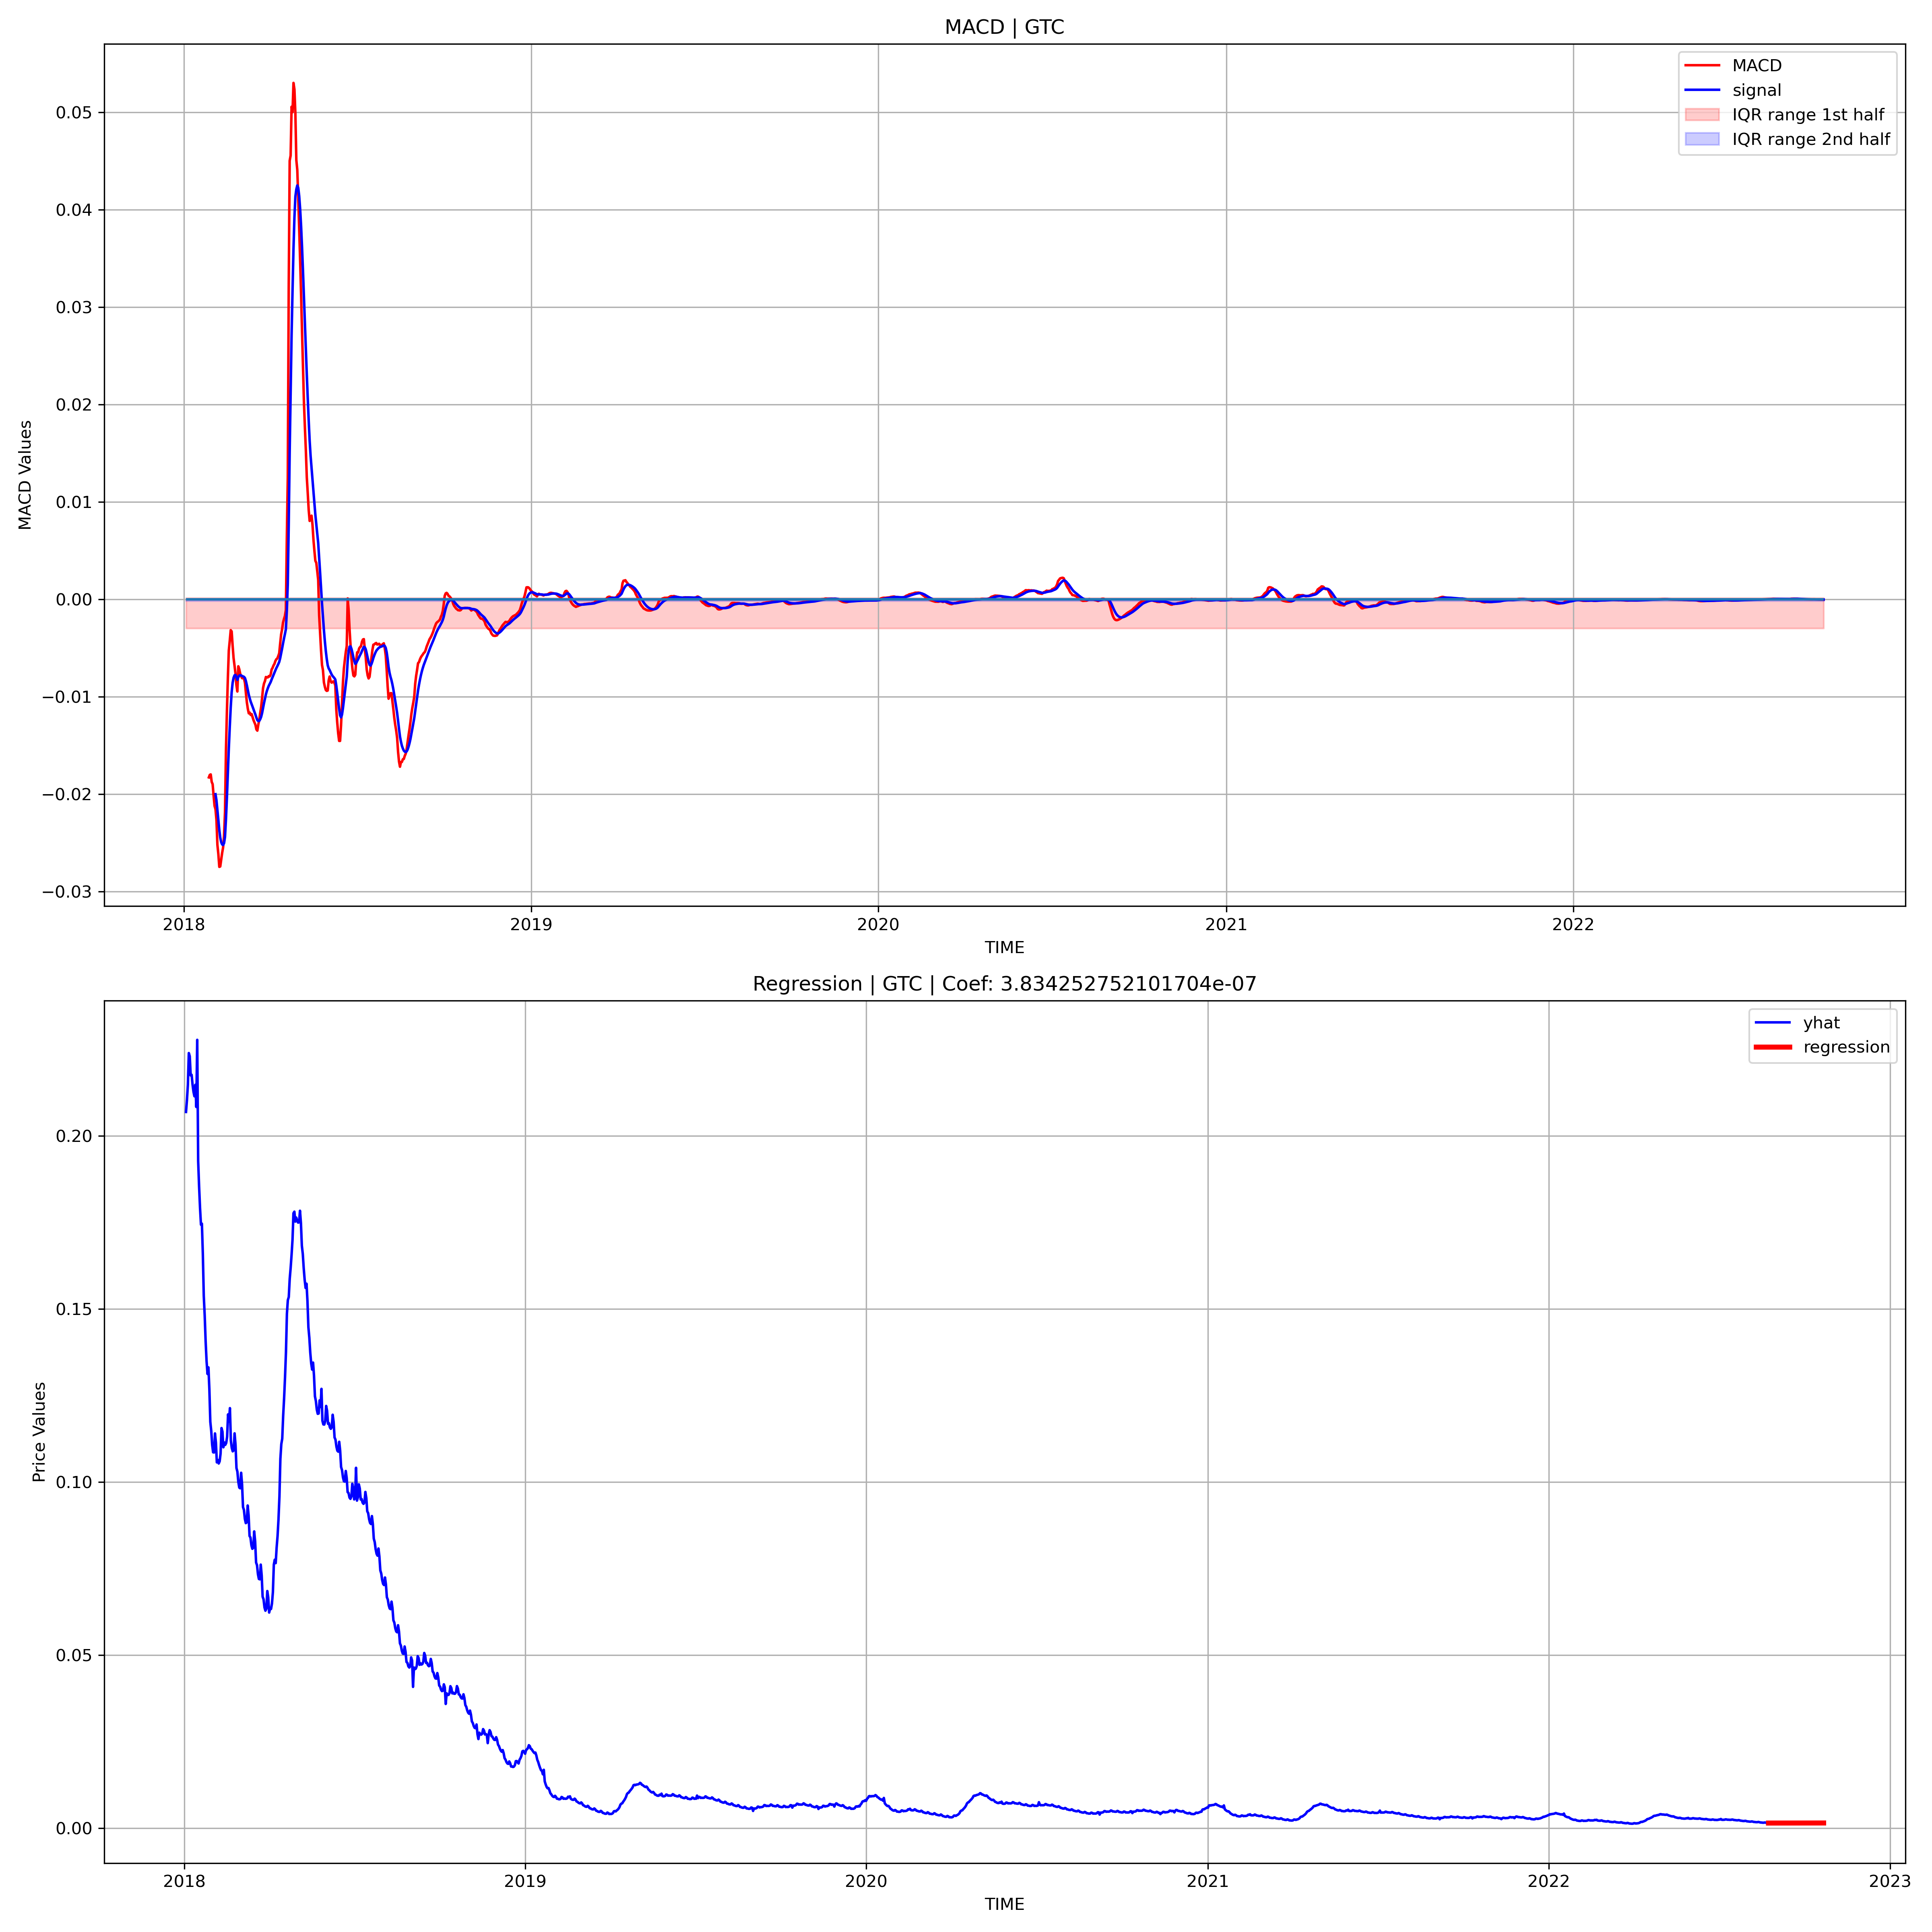 MACD | GTC
MACD
signal
IQR range 1st half
IQR range 2nd half
MACD Values
0.05
0.04
0.03
0.02
0.01
0.00
−0.01
−0.02
−0.03
2018 2019 2020 2021 2022
TIME
Regression | GTC | Coef: 3.834252752101704e-07
yhat
regression
Price Values
0.20
0.15
0.10
0.05
0.00
2018 2019 2020 2021 2022 2023
TIME